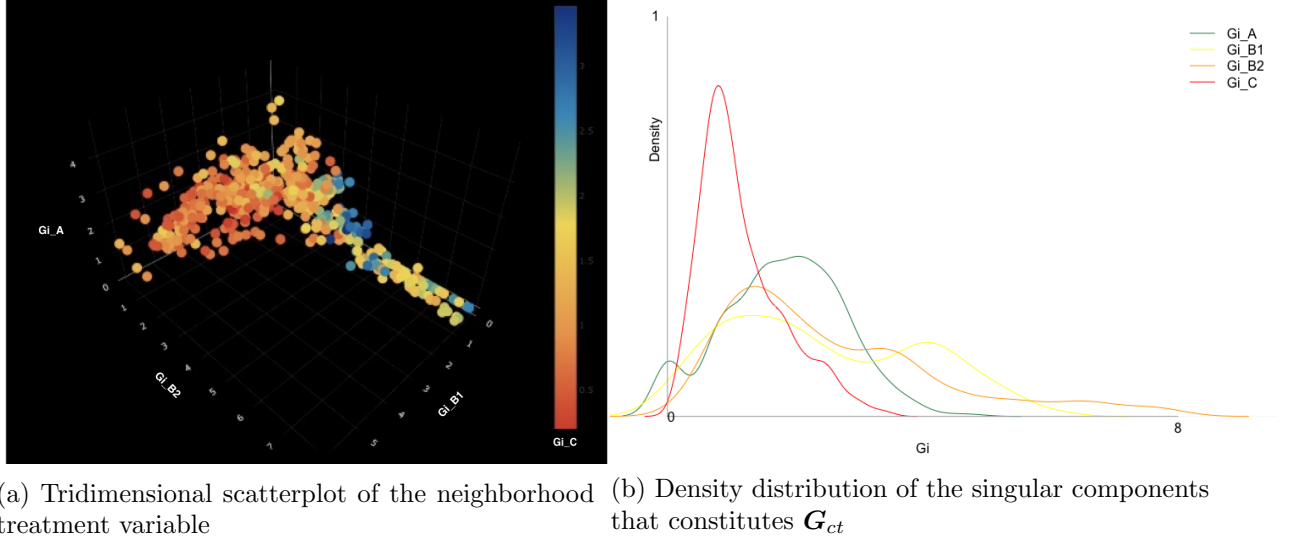 Gi_A
4
3
2
1
0
1
2
3
4
5
6
7
Gi_B2
0
1
2
3
4
5
Gi_B1
3
2.5
2
1.5
1
0.5
Gi_C
1
Density
0
8
Gi
Gi_A
Gi_B1
Gi_B2
Gi_C
(a) Tridimensional scatterplot of the neighborhood
treatment variable
(b) Density distribution of the singular components
that constitutes G_ct